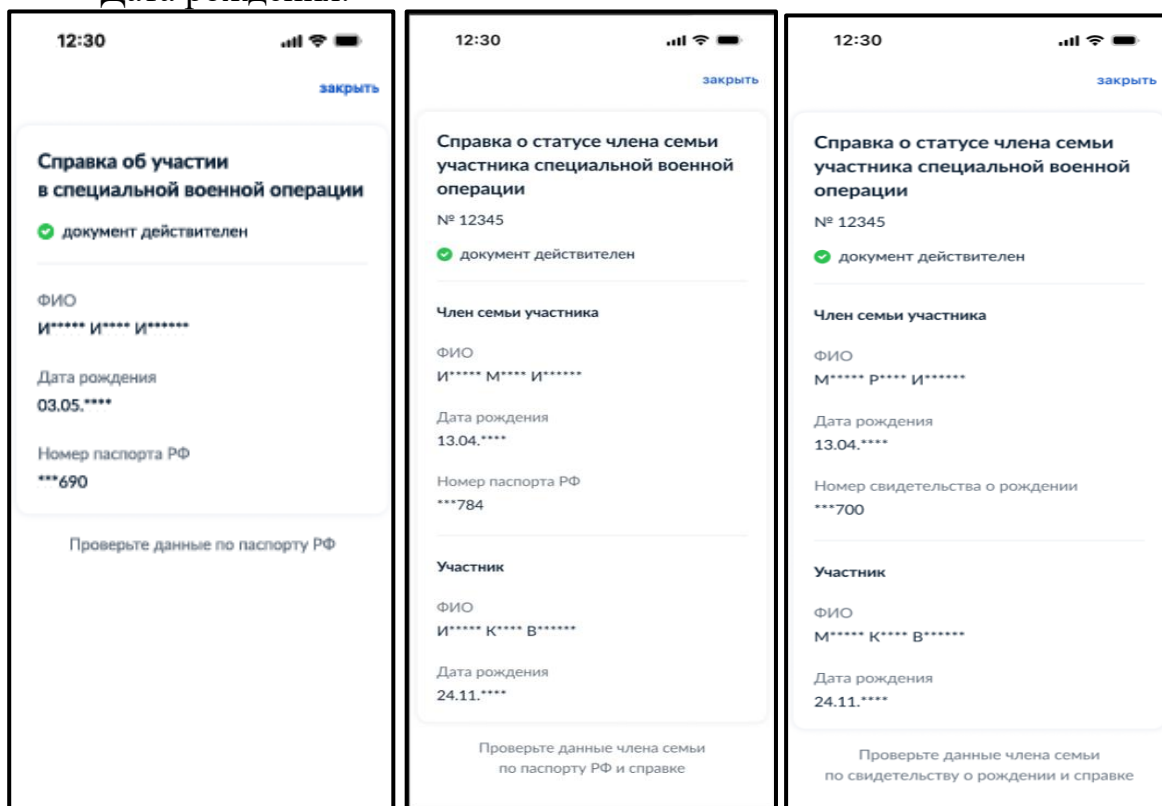 Дата рождения.
12:30
закрыть
Справка об участии
в специальной военной операции
документ действителен
ФИО
И***** И**** И******
Дата рождения
03.05.****
Номер паспорта РФ
***690
Проверьте данные по паспорту РФ
12:30
закрыть
Справка о статусе члена семьи
участника специальной военной
операции
№ 12345
документ действителен
Член семьи участника
ФИО
И***** М**** И******
Дата рождения
13.04.****
Номер паспорта РФ
***784
Участник
ФИО
И***** К**** В******
Дата рождения
24.11.****
Проверьте данные члена семьи
по паспорту РФ и справке
12:30
закрыть
Справка о статусе члена семьи
участника специальной военной
операции
№ 12345
документ действителен
Член семьи участника
ФИО
М***** Р**** И******
Дата рождения
13.04.****
Номер свидетельства о рождении
***700
Участник
ФИО
М***** К**** В******
Дата рождения
24.11.****
Проверьте данные члена семьи
по свидетельству о рождении и справке